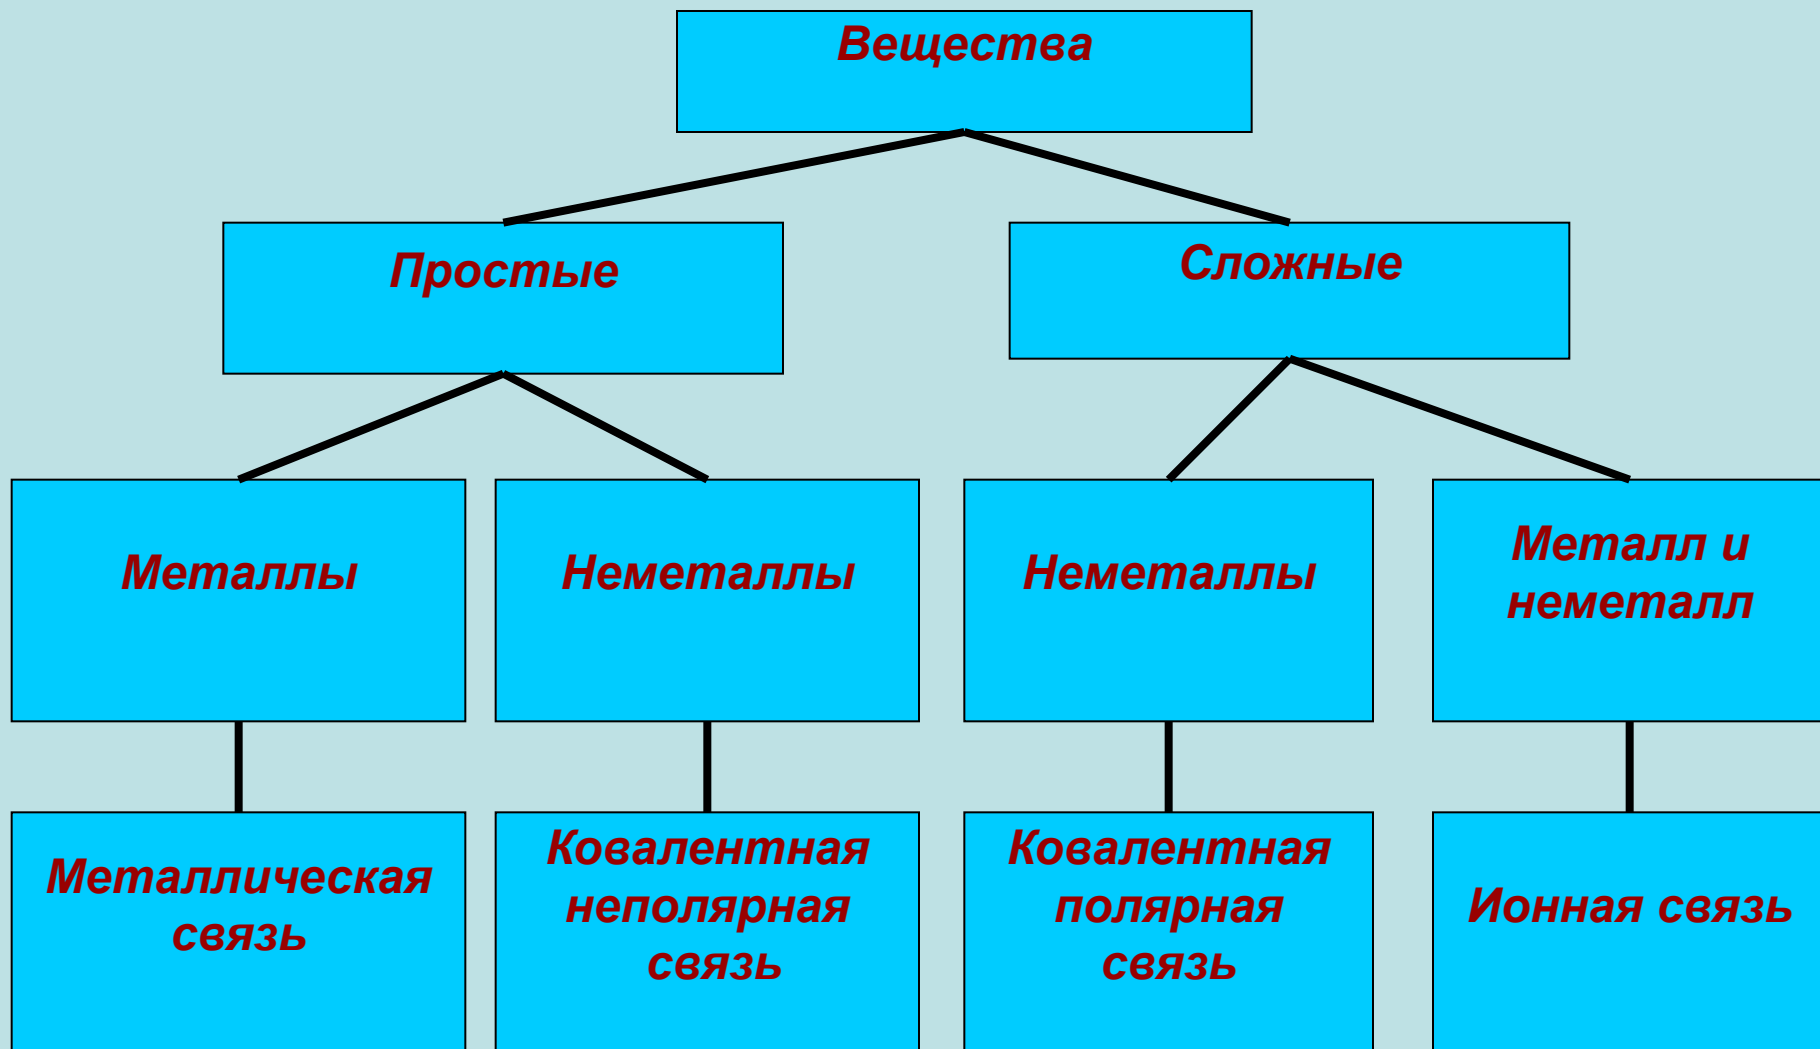 Вещества
Простые
Сложные
Металлы
Неметаллы
Неметаллы
Металл и
неметалл
Металлическая
связь
Ковалентная
неполярная
связь
Ковалентная
полярная
связь
Ионная связь